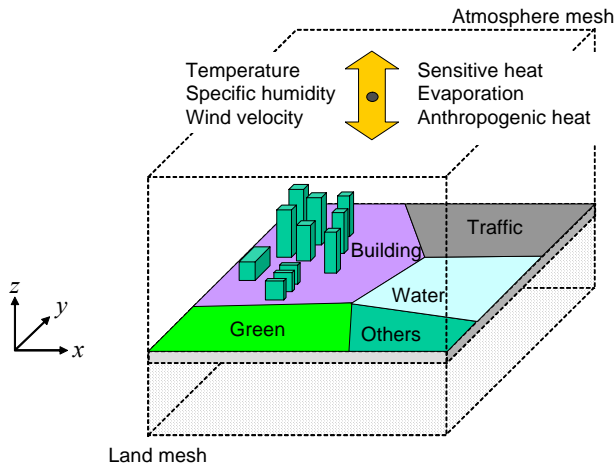 Atmosphere mesh
Temperature
Specific humidity
Wind velocity
Sensitive heat
Evaporation
Anthropogenic heat
Traffic
Building
Water
Green
Others
z
y
x
Land mesh